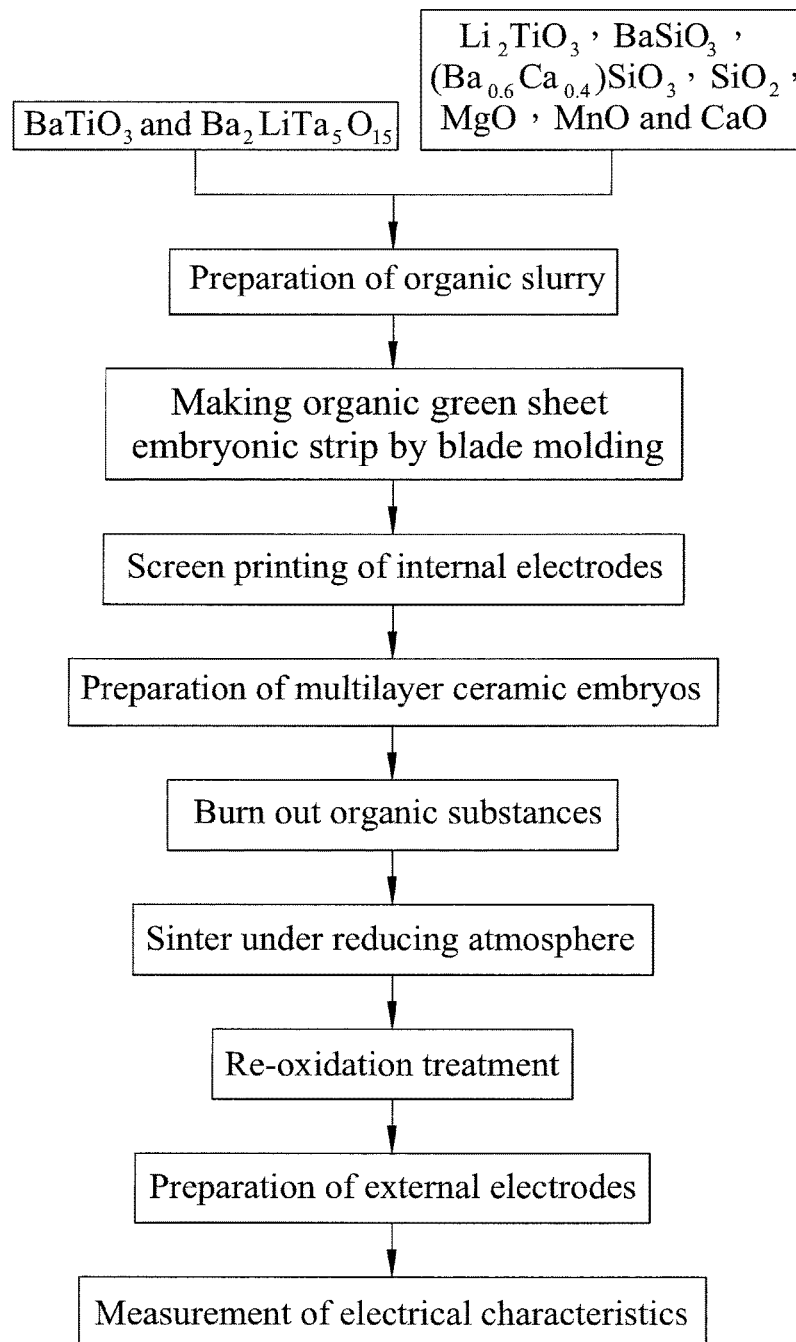 BaTiO₃ and Ba₂LiTa₅O₁₅
Li₂TiO₃，BaSiO₃，
(Ba₀.₆Ca₀.₄)SiO₃，SiO₂，
MgO，MnO and CaO
Preparation of organic slurry
Making organic green sheet
embryonic strip by blade molding
Screen printing of internal electrodes
Preparation of multilayer ceramic embryos
Burn out organic substances
Sinter under reducing atmosphere
Re-oxidation treatment
Preparation of external electrodes
Measurement of electrical characteristics